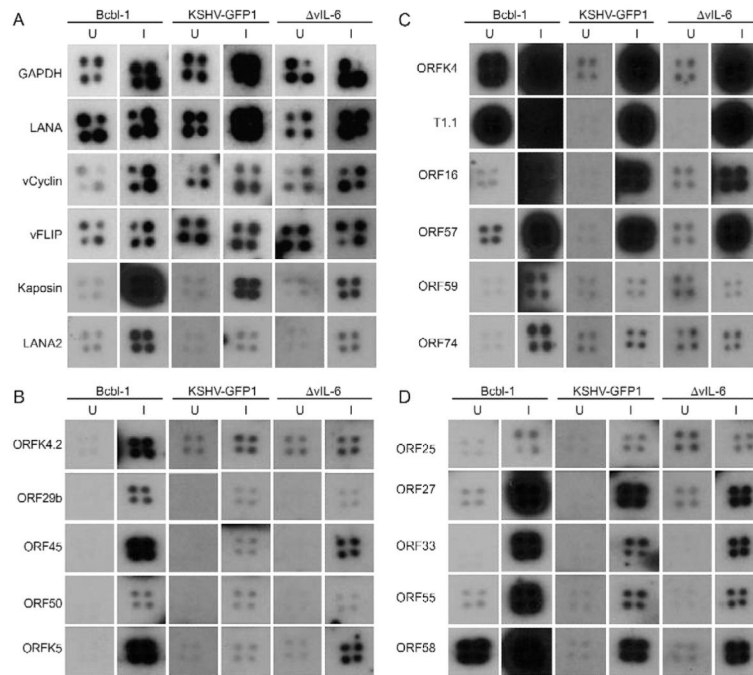 A
Bcbl-1 KSHV-GFP1 ΔvIL-6
U I U I U I
GAPDH
LANA
vCyclin
vFLIP
Kaposin
LANA2
B
Bcbl-1 KSHV-GFP1 ΔvIL-6
U I U I U I
ORFK4.2
ORF29b
ORF45
ORF50
ORFK5
C
Bcbl-1 KSHV-GFP1 ΔvIL-6
U I U I U I
ORFK4
T1.1
ORF16
ORF57
ORF59
ORF74
D
Bcbl-1 KSHV-GFP1 ΔvIL-6
U I U I U I
ORF25
ORF27
ORF33
ORF55
ORF58